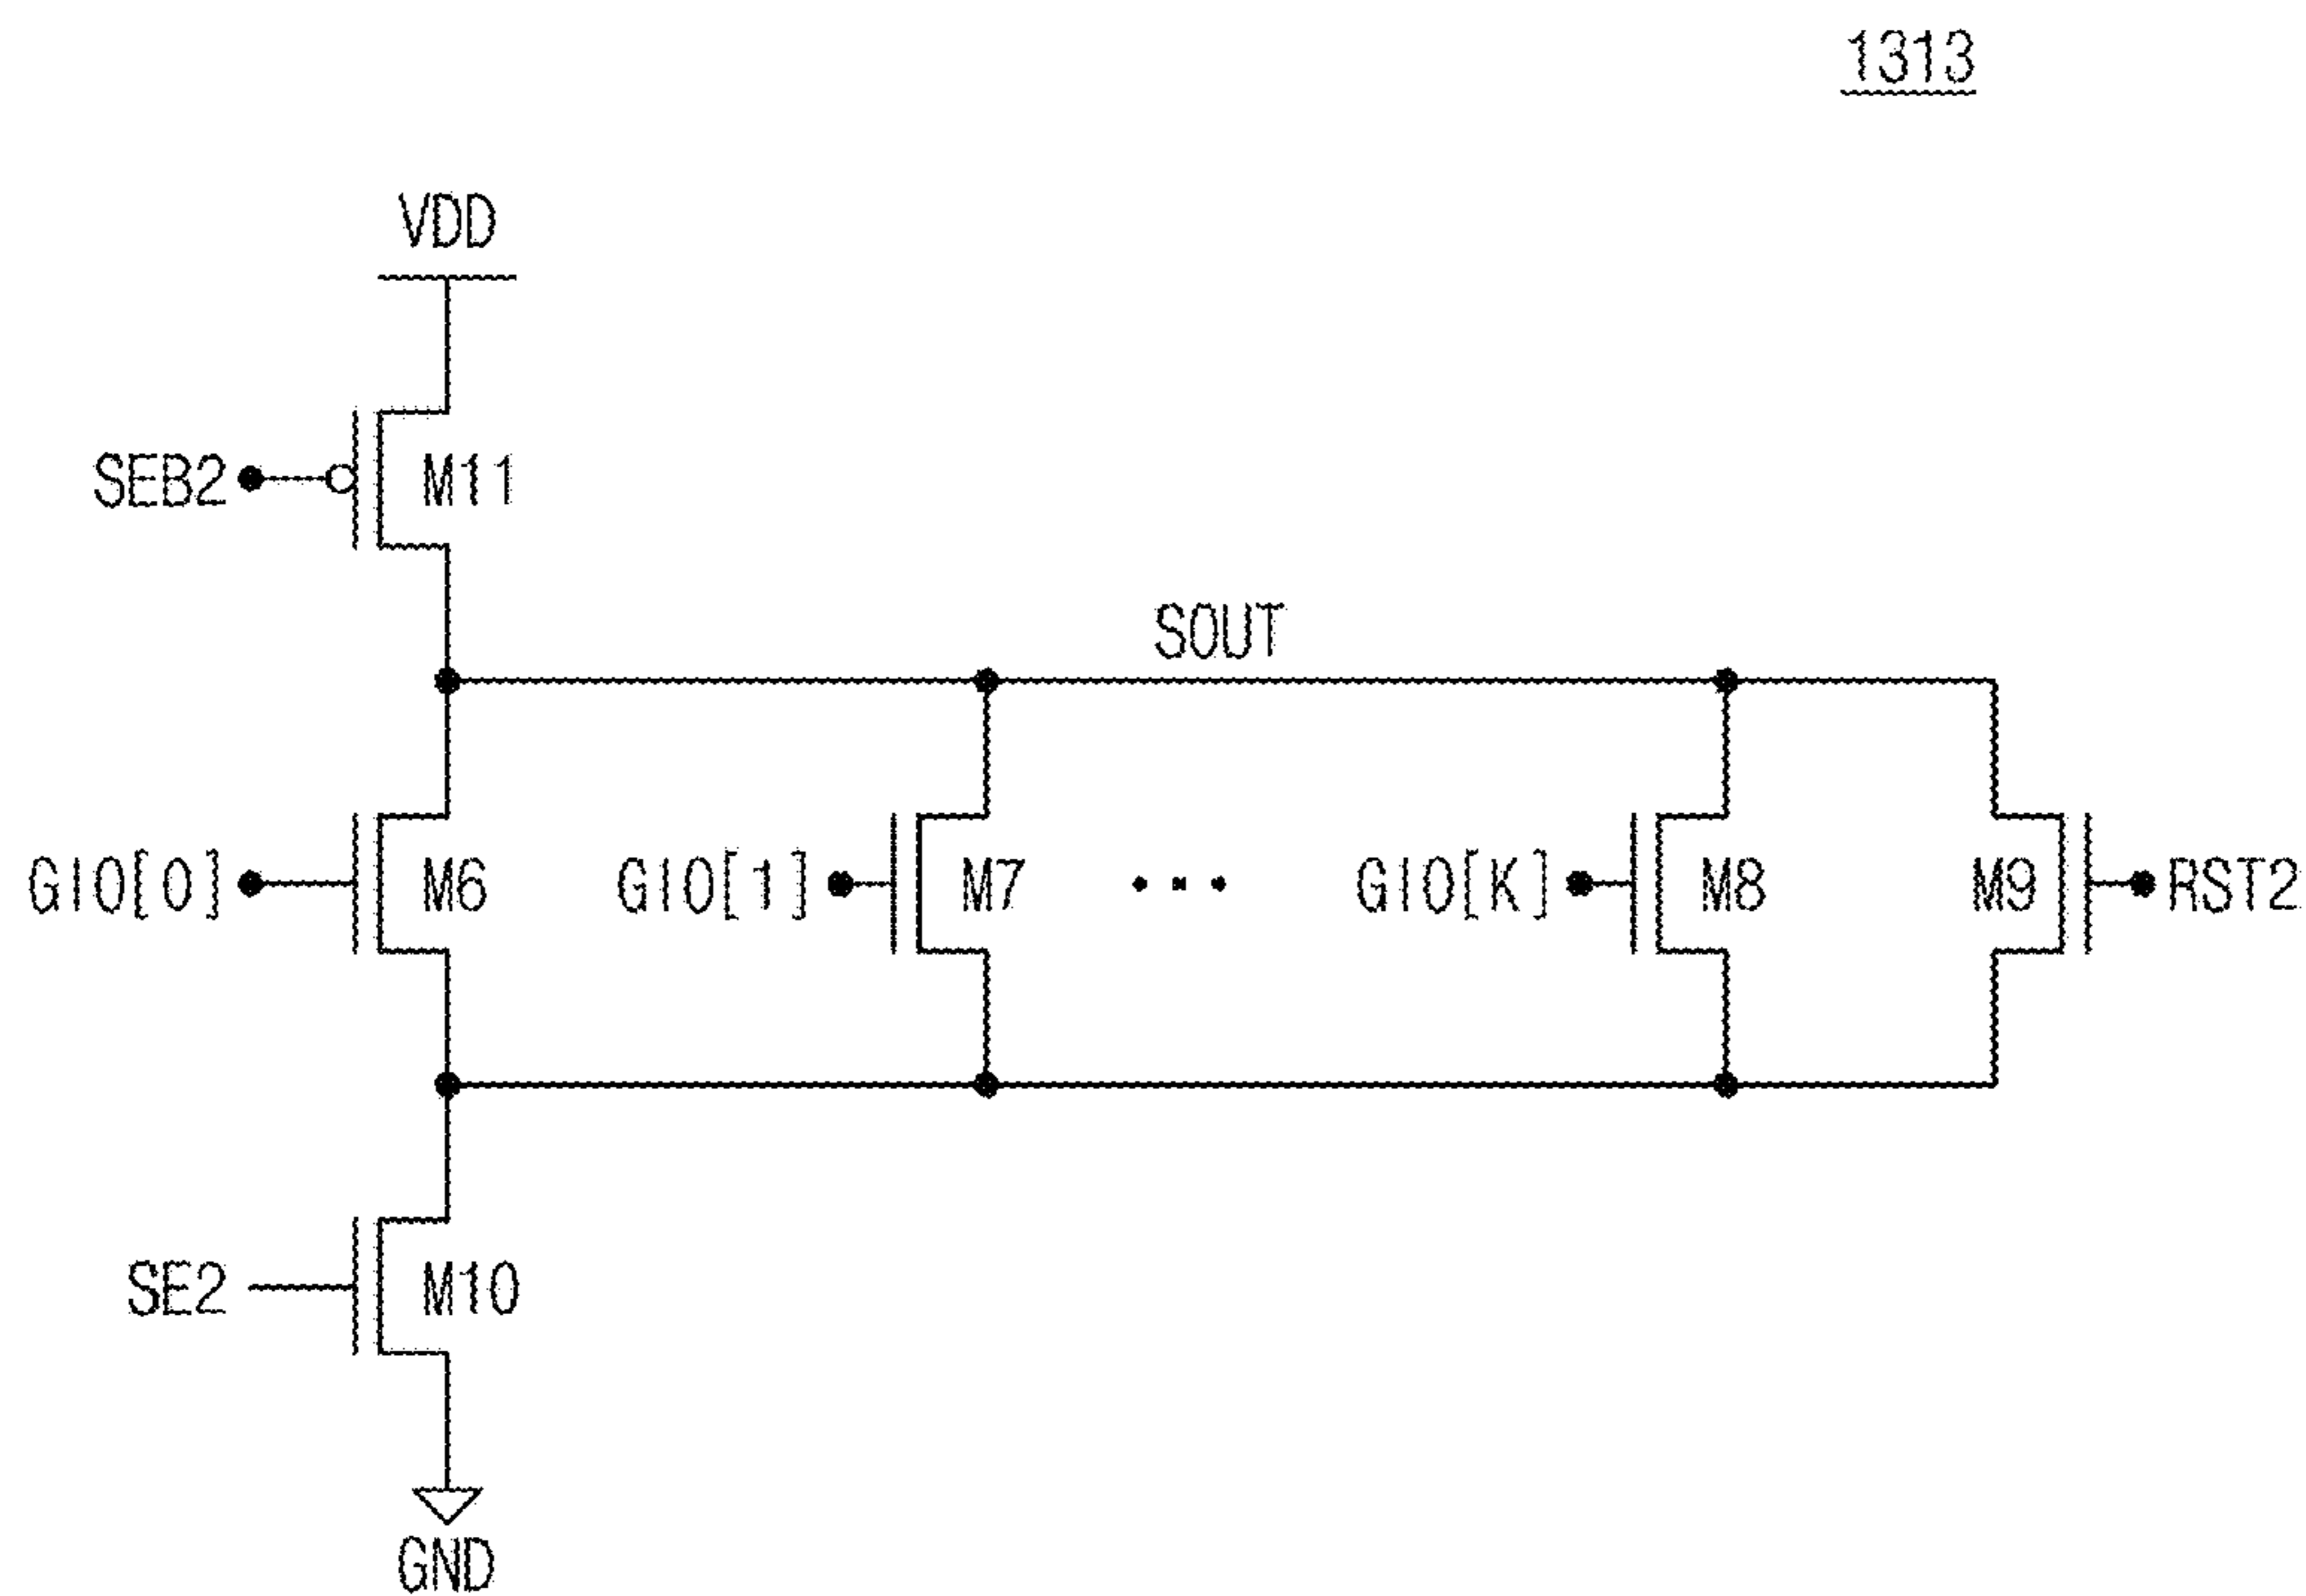 1313
VDD
SEB2 M11
SOUT
GIO[0] M6 GIO[1] M7 ... GIO[K] M8 M9 RST2
SE2 M10
GND